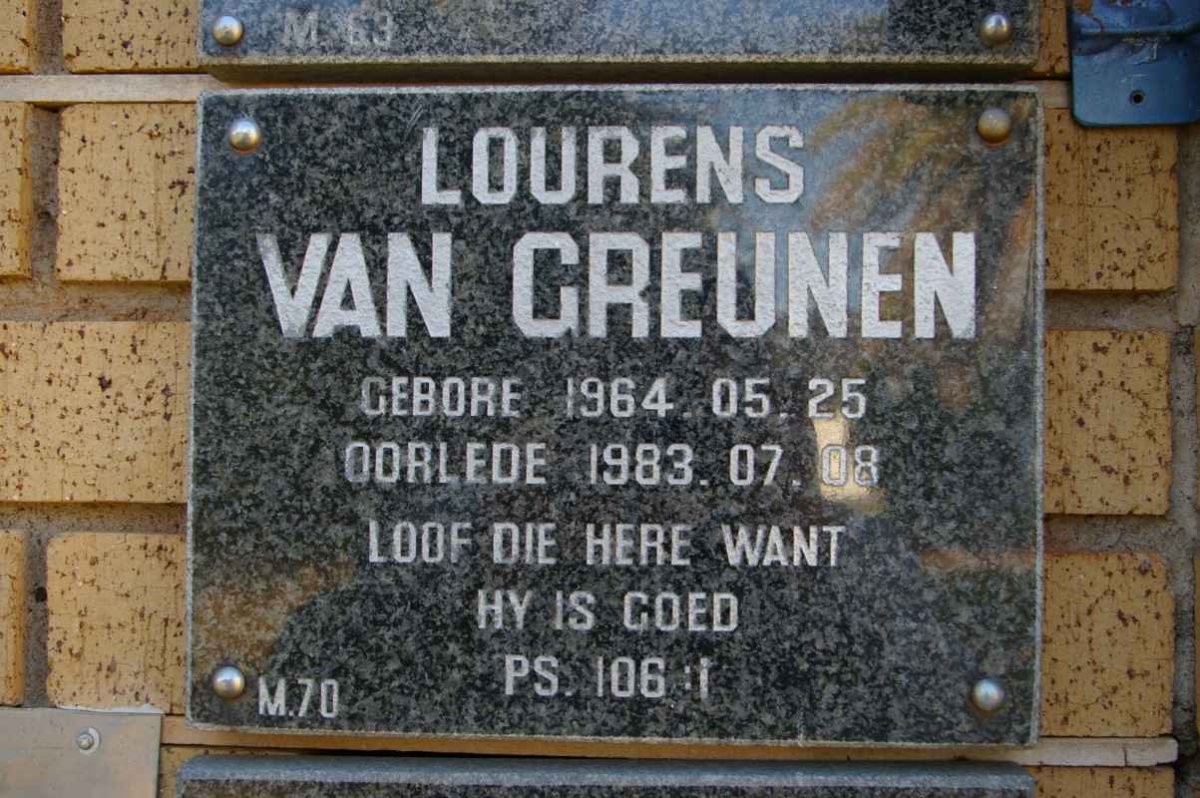 M. 63
LOURENS
VAN GREUNEN
GEBORE 1964. 05. 25
OORLEDE 1983. 07. 08
LOOF DIE HERE WANT
HY IS GOED
PS. 106 :1
M.70